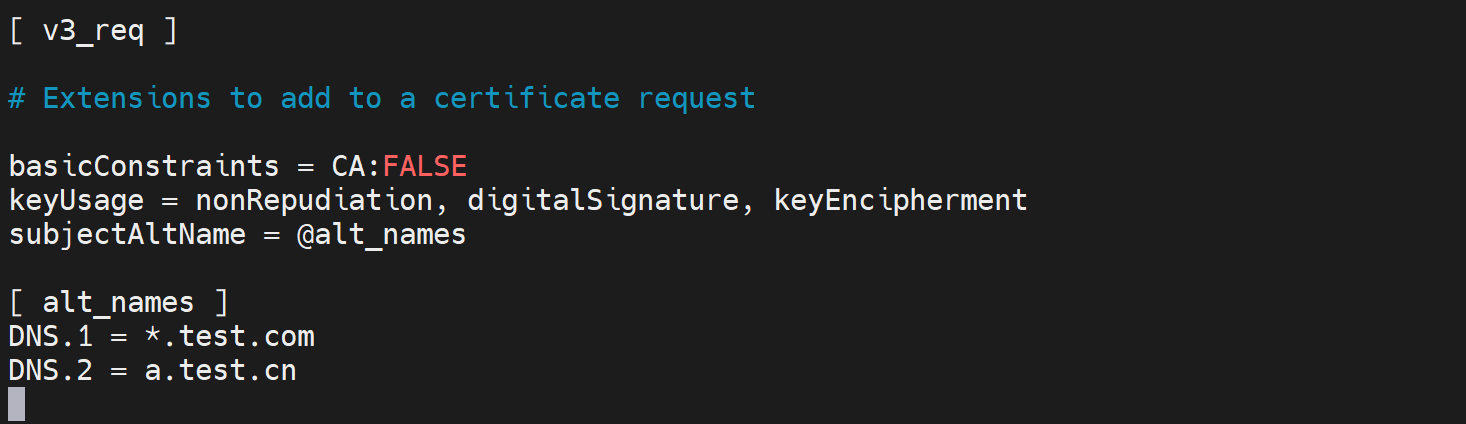 [ v3_req ]
# Extensions to add to a certificate request
basicConstraints = CA:FALSE
keyUsage = nonRepudiation, digitalSignature, keyEncipherment
subjectAltName = @alt_names
[ alt_names ]
DNS.1 = *.test.com
DNS.2 = a.test.cn